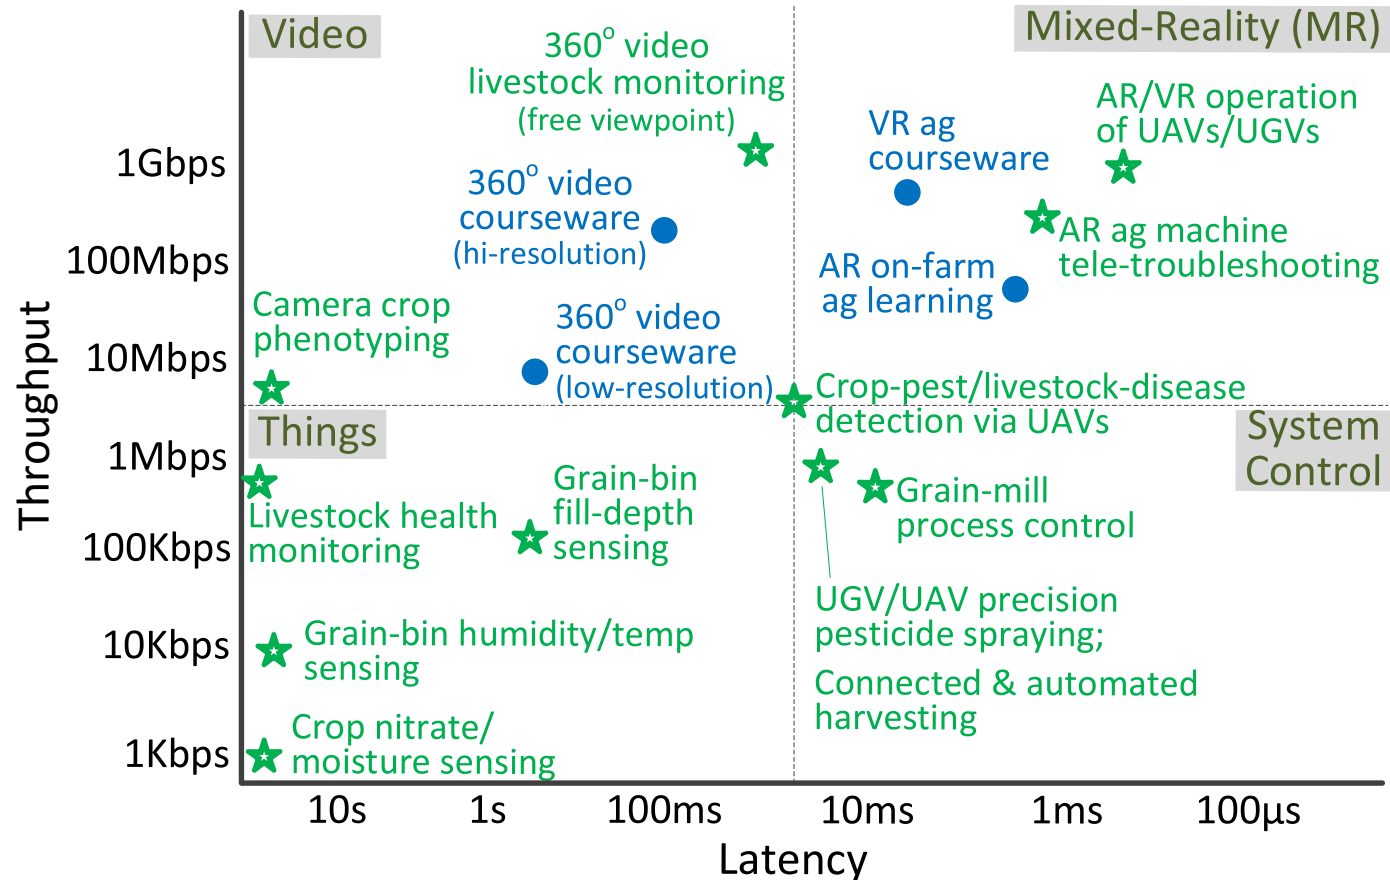 Video
Mixed-Reality (MR)
360° video
livestock monitoring
(free viewpoint)
AR/VR operation
of UAVs/UGVs
VR ag
courseware
1Gbps
360° video
courseware
(hi-resolution)
AR ag machine
tele-troubleshooting
100Mbps
AR on-farm
ag learning
Camera crop
phenotyping
360° video
courseware
(low-resolution)
10Mbps
Throughput
Crop-pest/livestock-disease
detection via UAVs
Things
System
Control
1Mbps
Livestock health
monitoring
Grain-bin
fill-depth
sensing
Grain-mill
process control
100Kbps
UGV/UAV precision
pesticide spraying;
Connected & automated
harvesting
10Kbps
Grain-bin humidity/temp
sensing
Crop nitrate/
moisture sensing
1Kbps
10s
1s
100ms
10ms
1ms
100µs
Latency